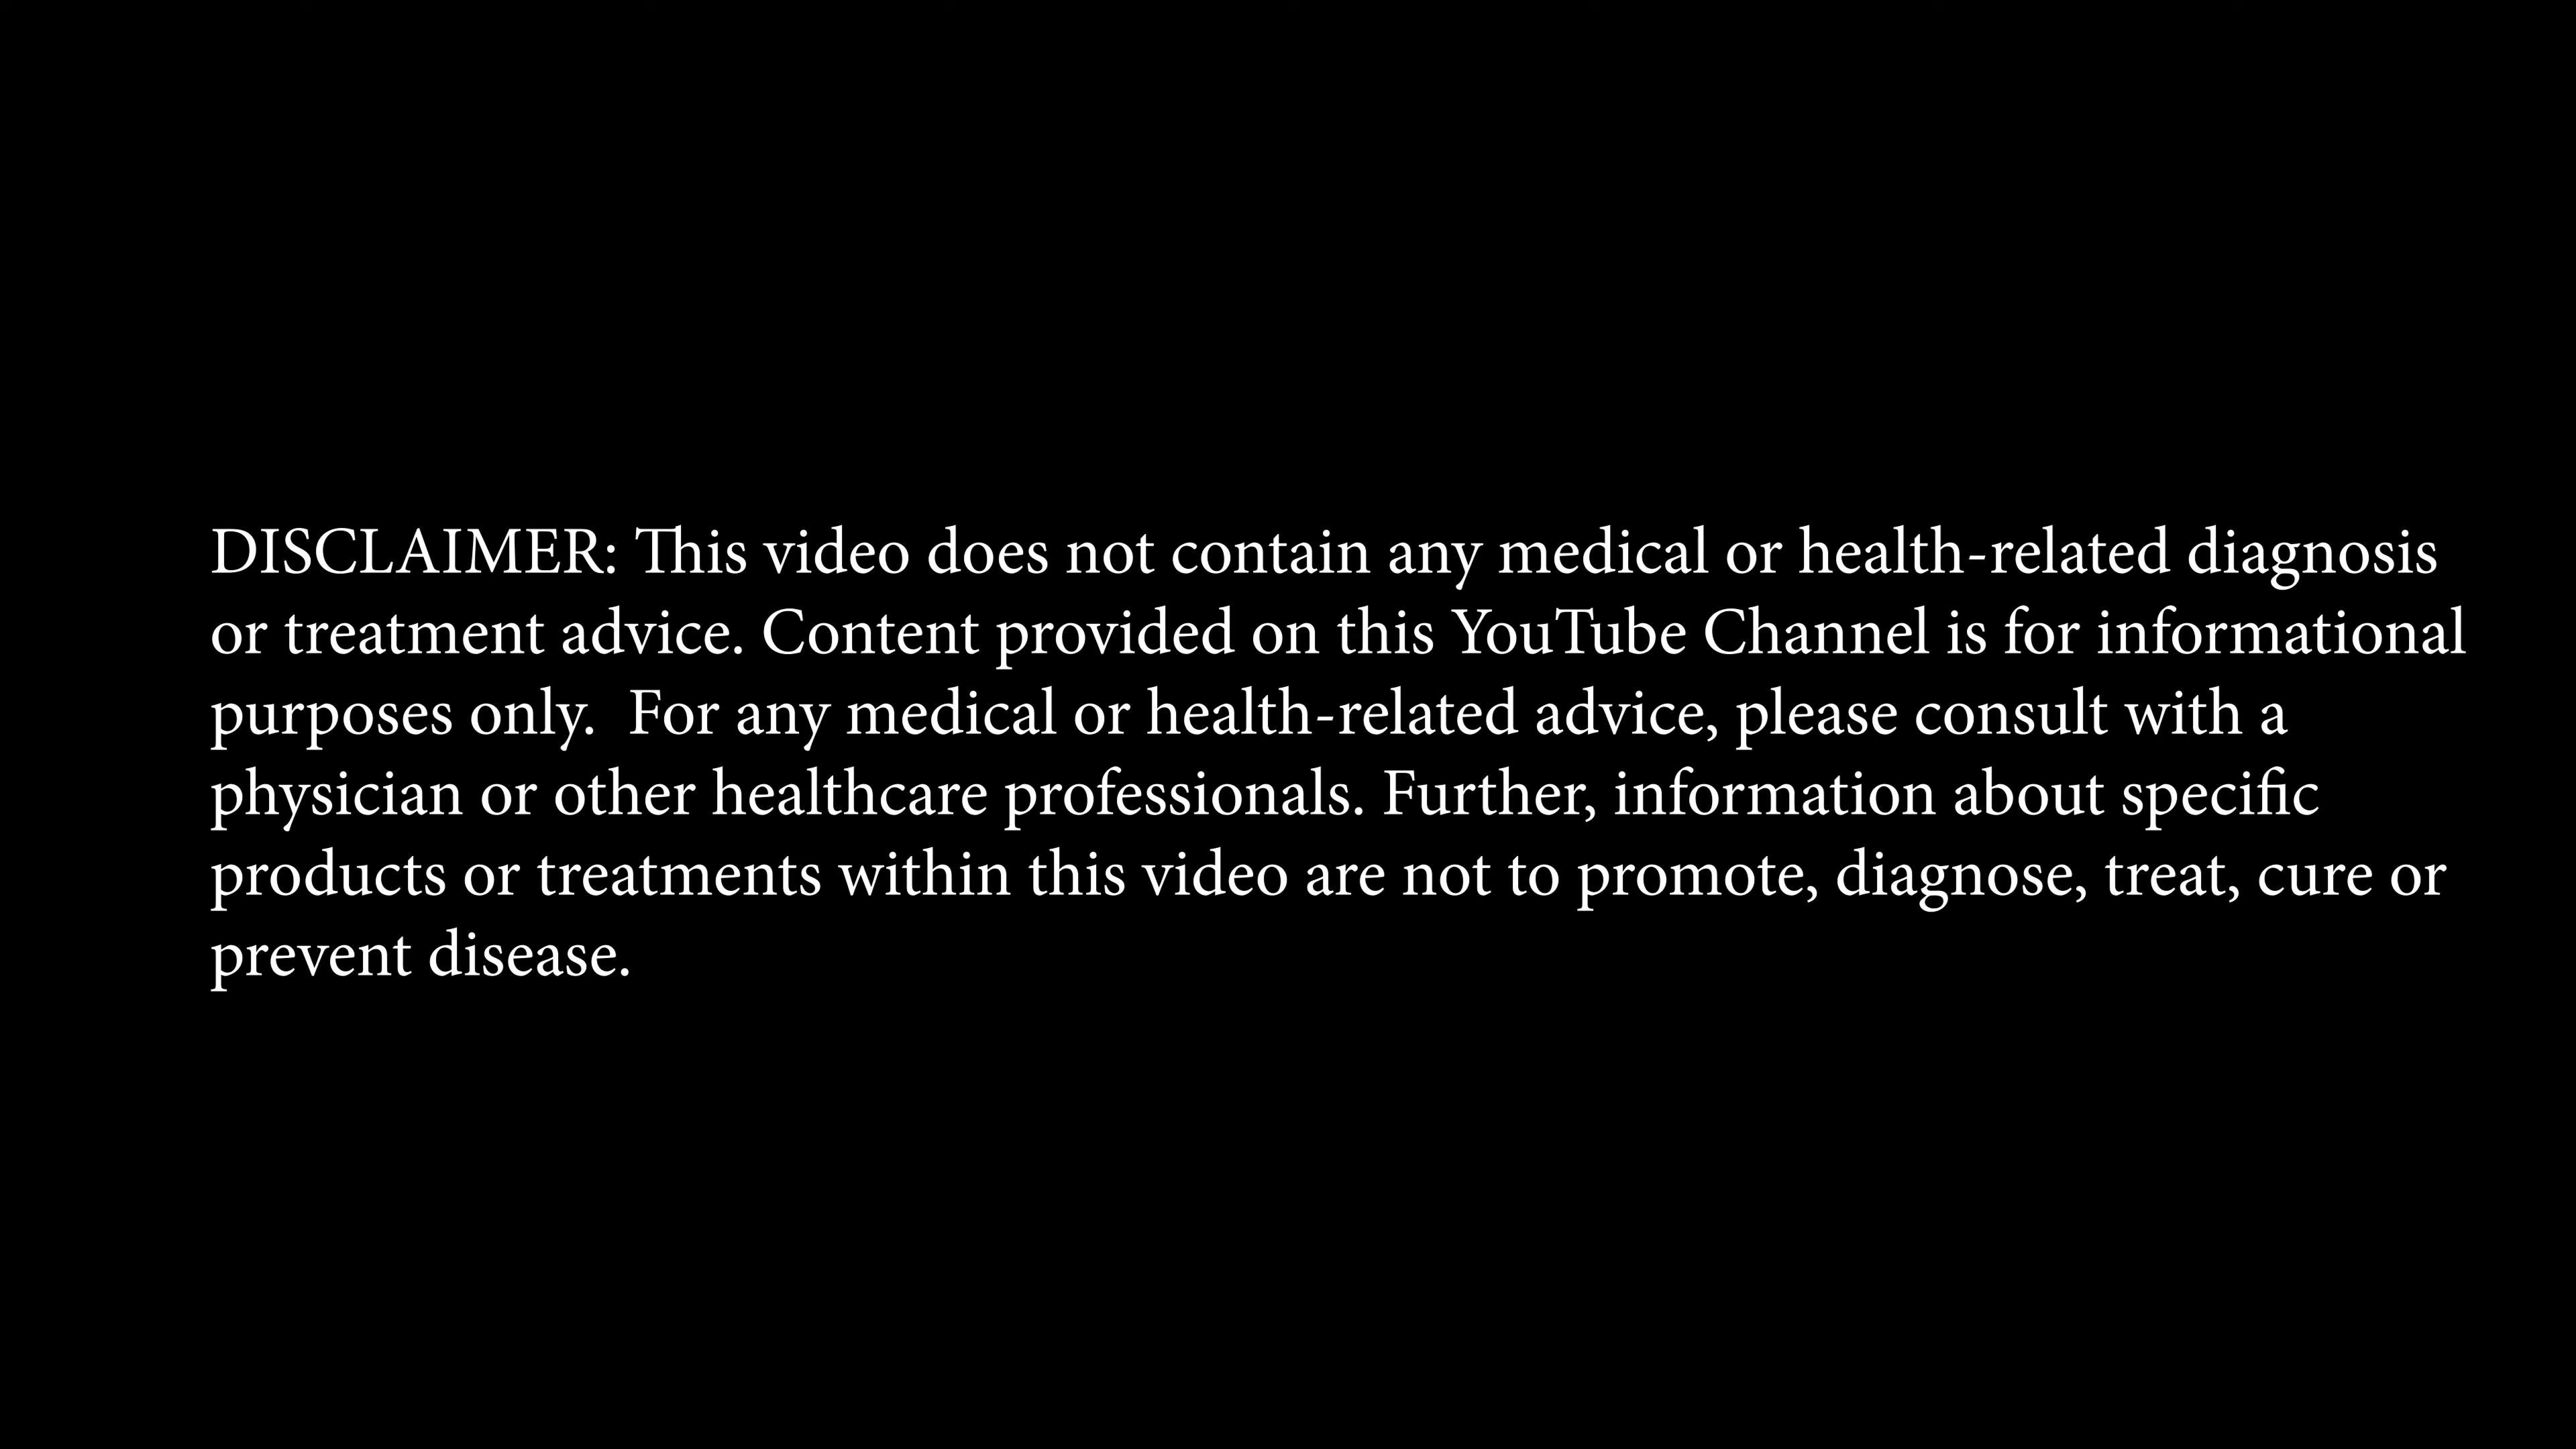 DISCLAIMER: This video does not contain any medical or health-related diagnosis
or treatment advice. Content provided on this YouTube Channel is for informational
purposes only.  For any medical or health-related advice, please consult with a
physician or other healthcare professionals. Further, information about specific
products or treatments within this video are not to promote, diagnose, treat, cure or
prevent disease.